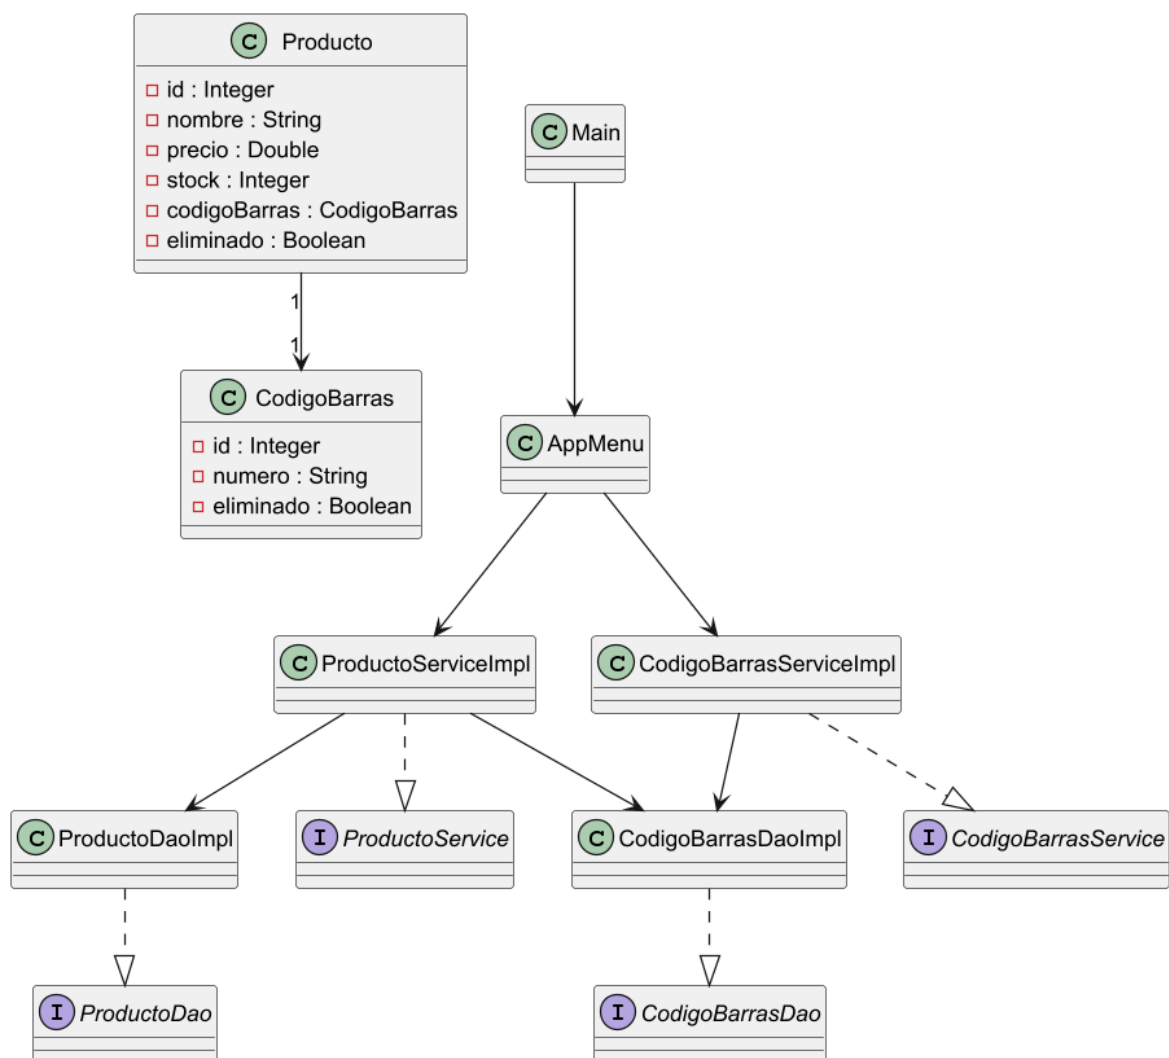 C Producto
id : Integer
nombre : String
precio : Double
stock : Integer
codigoBarras : CodigoBarras
eliminado : Boolean
C Main
1
1
C CodigoBarras
id : Integer
numero : String
eliminado : Boolean
C AppMenu
C ProductoServiceImpl
C CodigoBarrasServiceImpl
C ProductoDaoImpl
I ProductoService
C CodigoBarrasDaoImpl
I CodigoBarrasService
I ProductoDao
I CodigoBarrasDao